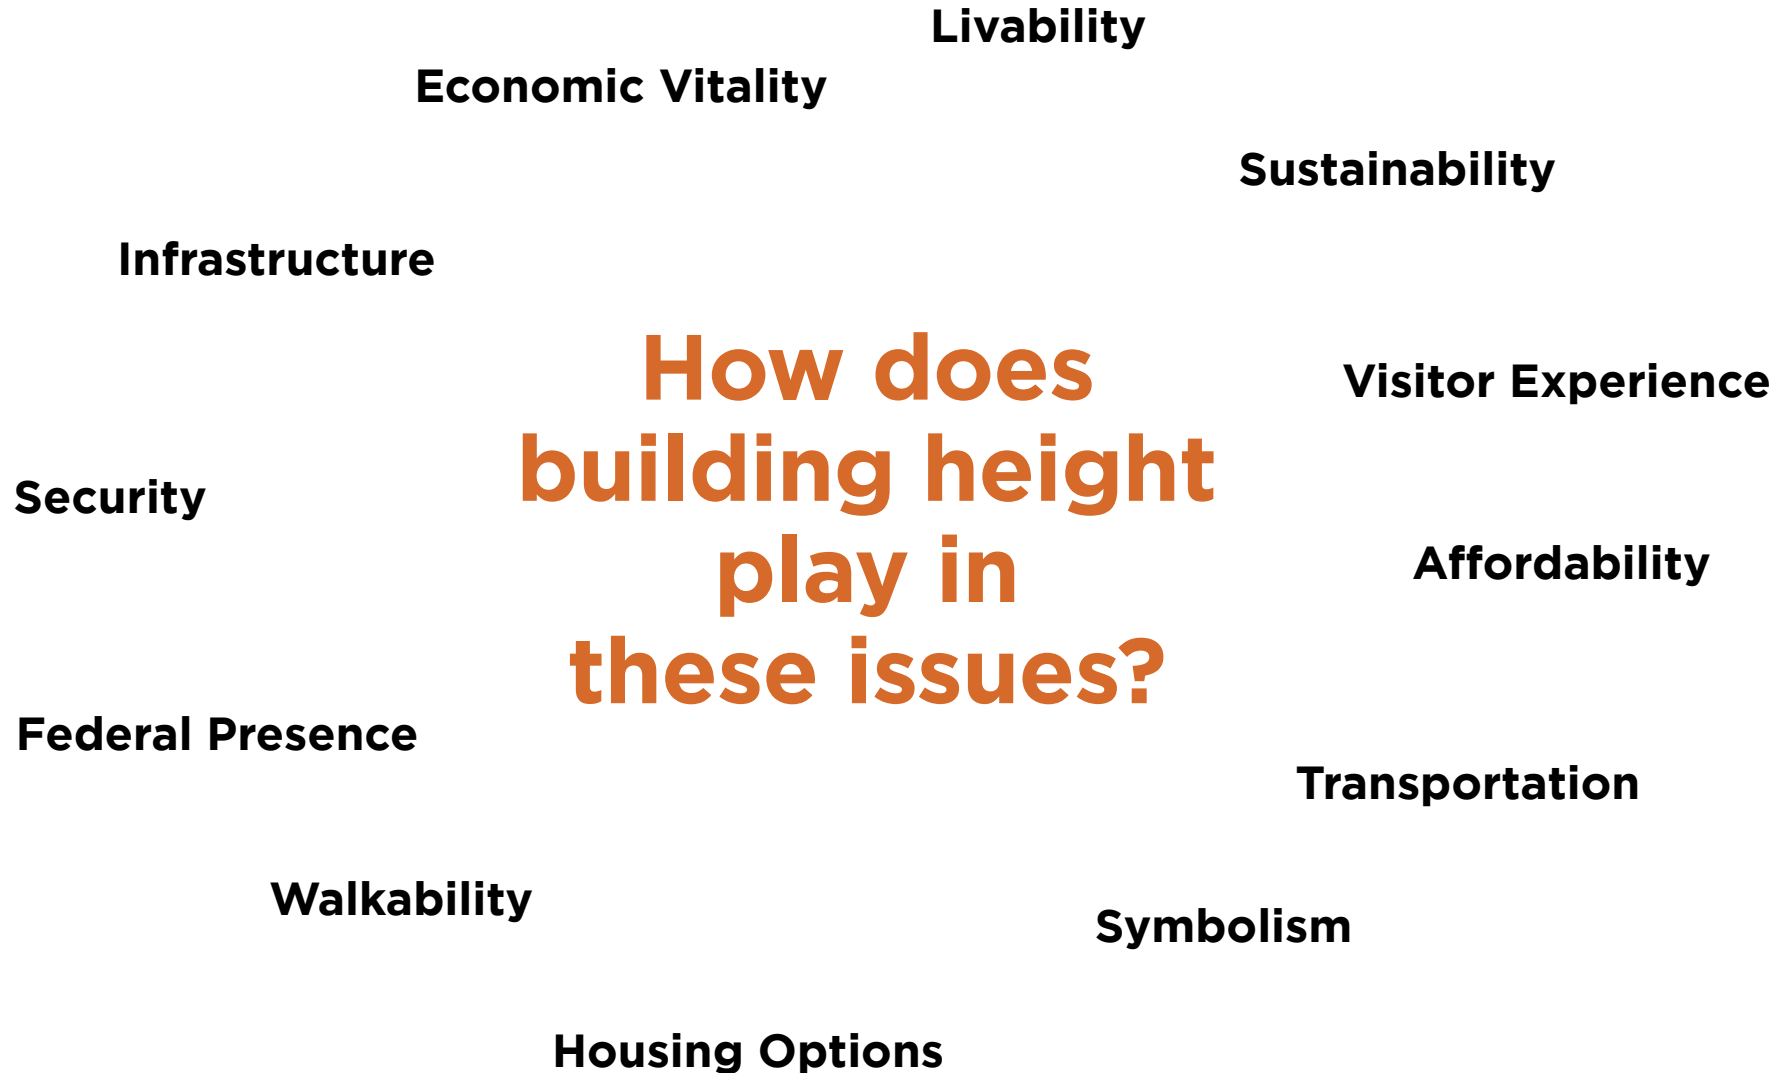 Livability
Economic Vitality
Sustainability
Infrastructure
How does
building height
play in
these issues?
Visitor Experience
Security
Affordability
Federal Presence
Transportation
Walkability
Symbolism
Housing Options